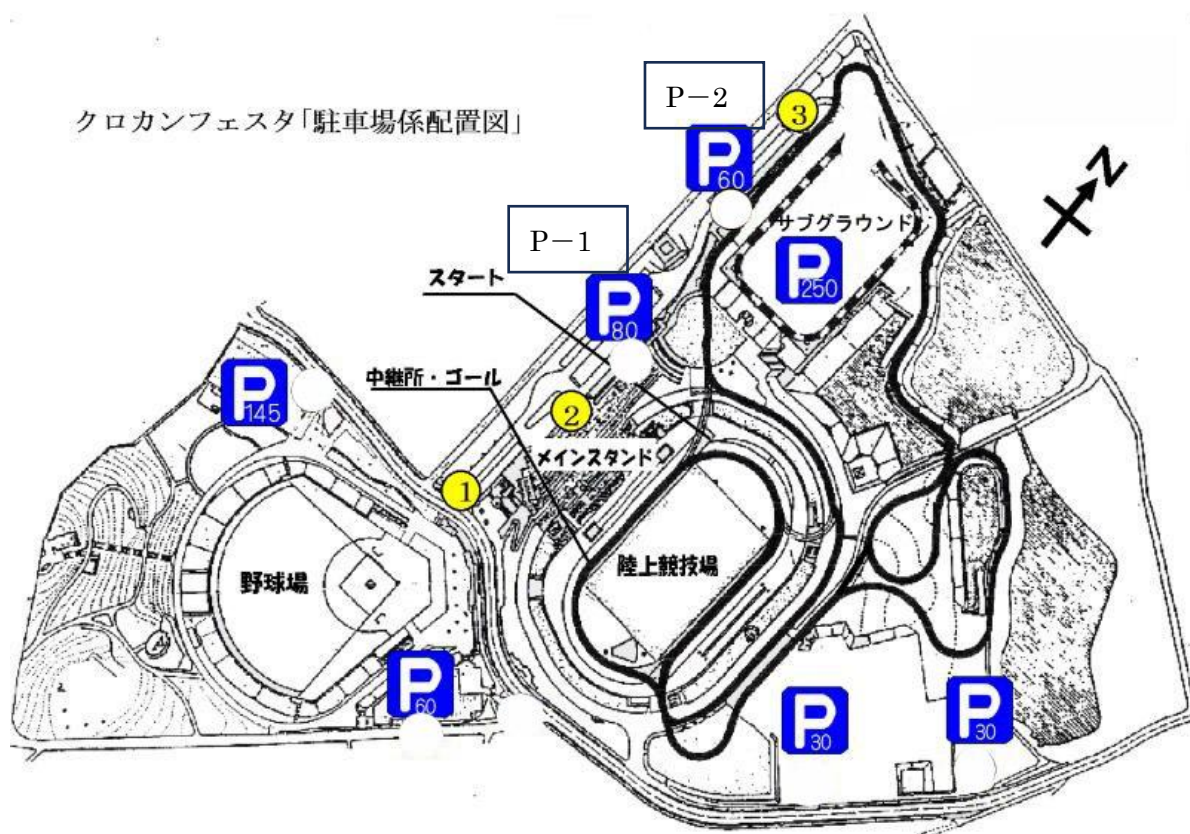 クロカンフェスタ「駐車場係配置図」
P－2
3
P
60
N
サブグラウンド
P
250
P－1
スタート
P
80
中継所・ゴール
P
145
2
メインスタンド
1
野球場
陸上競技場
P
60
P
30
P
30